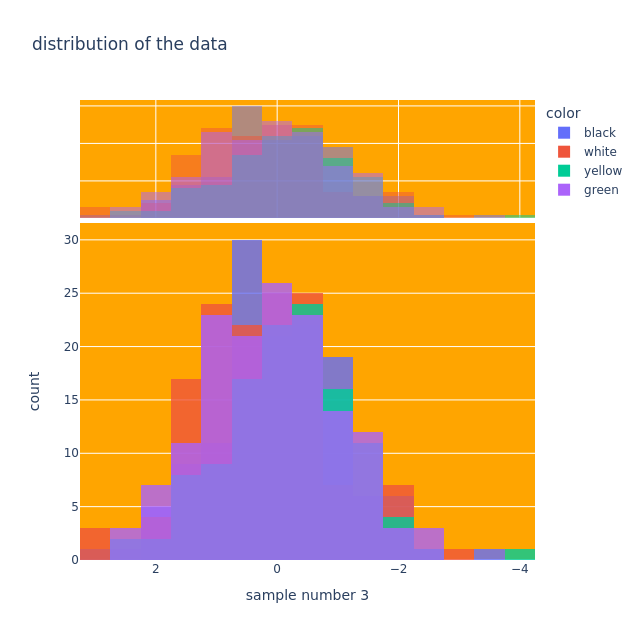 distribution of the data
color
black
white
yellow
green
30
25
20
15
10
5
0
count
2
0
−2
−4
sample number 3